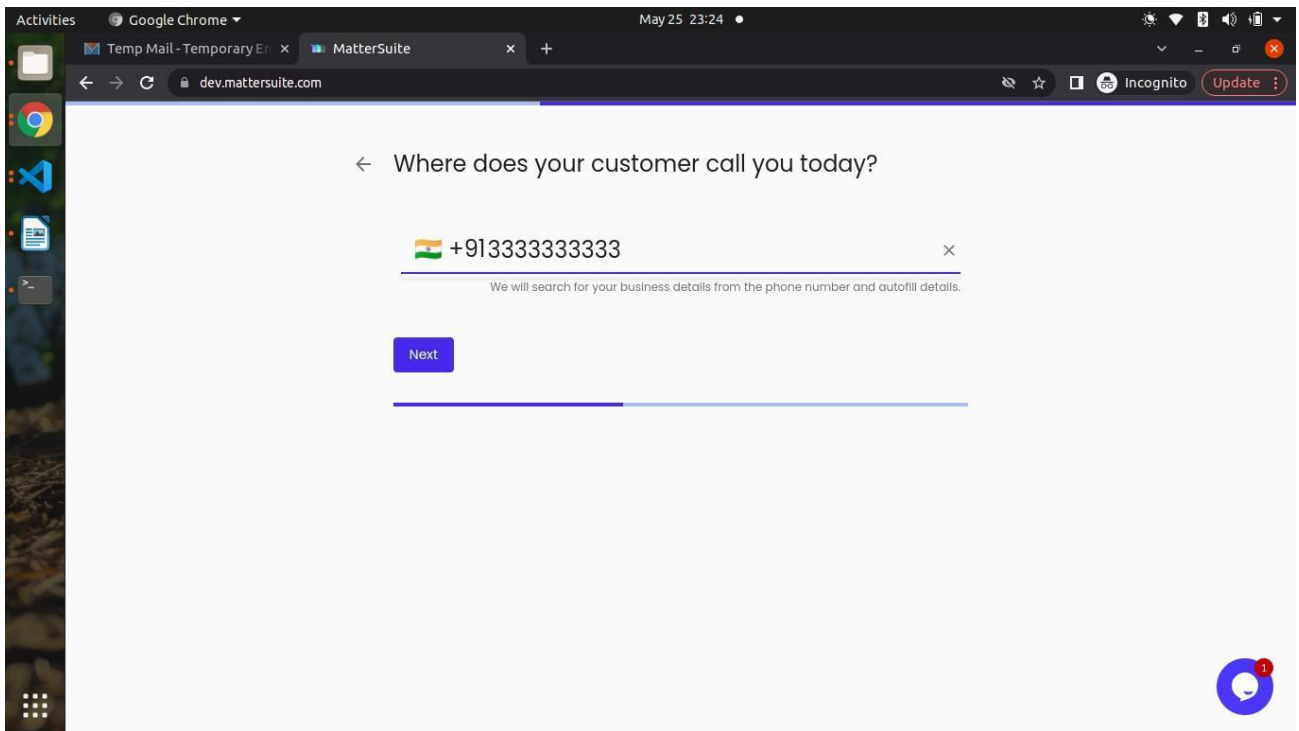 Activities Google Chrome May 25 23:24
Temp Mail - Temporary En MatterSuite
dev.mattersuite.com Incognito Update
Where does your customer call you today?
+913333333333
We will search for your business details from the phone number and autofill details.
Next
1